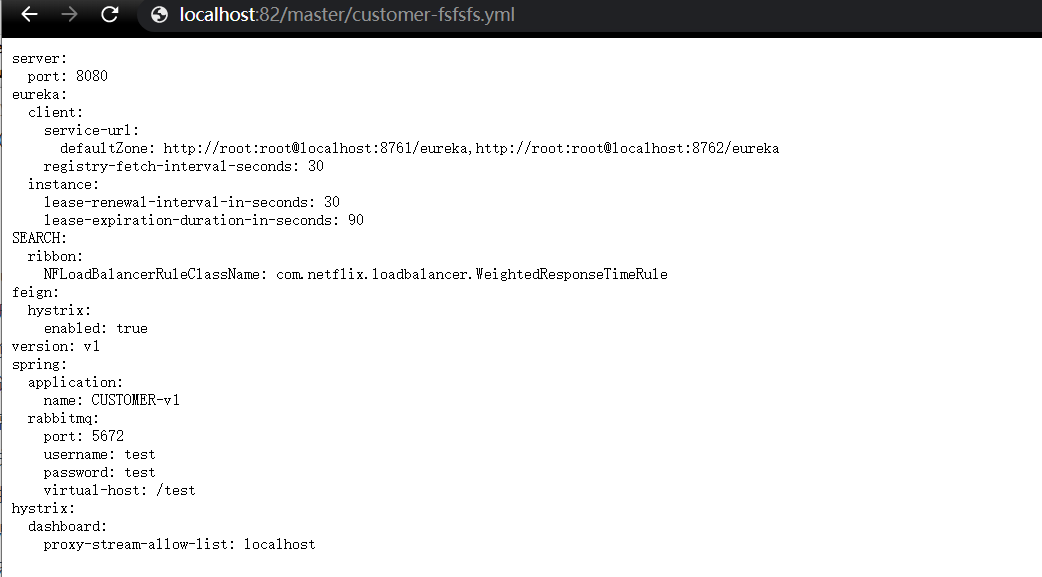 localhost:82/master/customer-fsfsfs.yml
server:
  port: 8080
eureka:
  client:
    service-url:
      defaultZone: http://root:root@localhost:8761/eureka,http://root:root@localhost:8762/eureka
    registry-fetch-interval-seconds: 30
  instance:
    lease-renewal-interval-in-seconds: 30
    lease-expiration-duration-in-seconds: 90
SEARCH:
  ribbon:
    NFLoadBalancerRuleClassName: com.netflix.loadbalancer.WeightedResponseTimeRule
feign:
  hystrix:
    enabled: true
version: v1
spring:
  application:
    name: CUSTOMER-v1
  rabbitmq:
    port: 5672
    username: test
    password: test
    virtual-host: /test
hystrix:
  dashboard:
    proxy-stream-allow-list: localhost